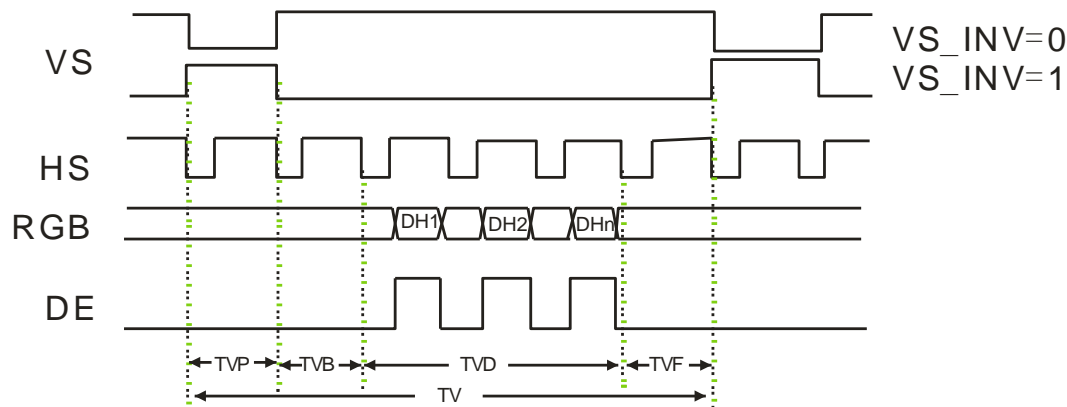 VS
VS_INV=0
VS_INV=1
HS
RGB
DH1
DH2
DHn
DE
TVP
TVB
TVD
TVF
TV